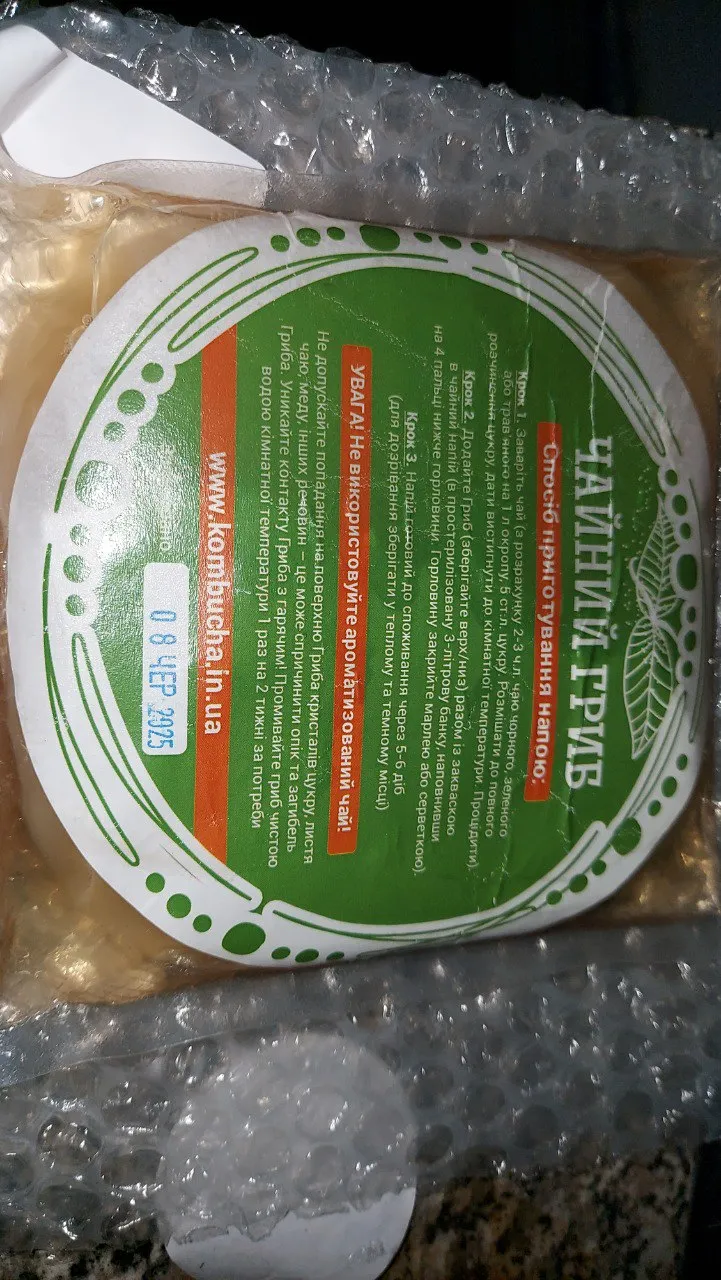 ЧАЙНИЙ ГРИБ
Спосіб приготування напою:
Крок 1. Заваріть чай (з розрахунку 2-3 ч.л. чаю чорного, зеленого
або трав'яного на 1 л окропу, 5 ст.л. цукру. Розмішати до повного
розчинення цукру, дати вистигнути до кімнатної температури. Процідити).
Крок 2. Додайте Гриб (зберігайте верх/низ) разом із закваскою
в чайний напій (в простерилізовану 3-літрову банку, наповнивши
на 4 пальці нижче горловини. Горловину закрийте марлею або серветкою).
Крок 3. Напій готовий до споживання через 5-6 діб
(для дозрівання зберігати у теплому та темному місці)
УВАГА! Не використовуйте ароматизований чай!
Не допускайте попадання на поверхню Гриба кристалів цукру, листя
чаю, меду, інших речовин – це може спричинити опік та загибель
Гриба. Уникайте контакту Гриба з гарячим! Промивайте гриб чистою
водою кімнатної температури 1 раз на 2 тижні за потреби
www.kombucha.in.ua
0 8 ЧЕР 2025